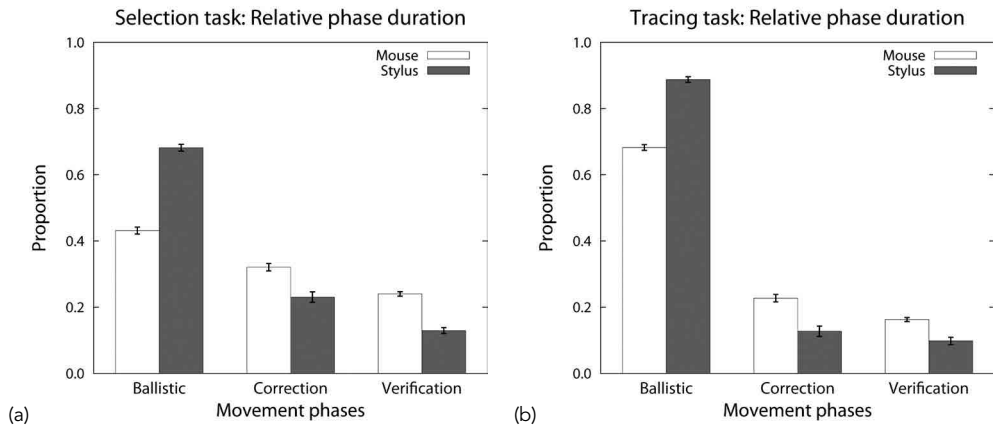 Selection task: Relative phase duration
1.0
0.8
0.6
0.4
0.2
0.0
Proportion
Mouse
Stylus
Ballistic Correction Verification
Movement phases
(a)
Tracing task: Relative phase duration
1.0
0.8
0.6
0.4
0.2
0.0
Proportion
Mouse
Stylus
Ballistic Correction Verification
Movement phases
(b)